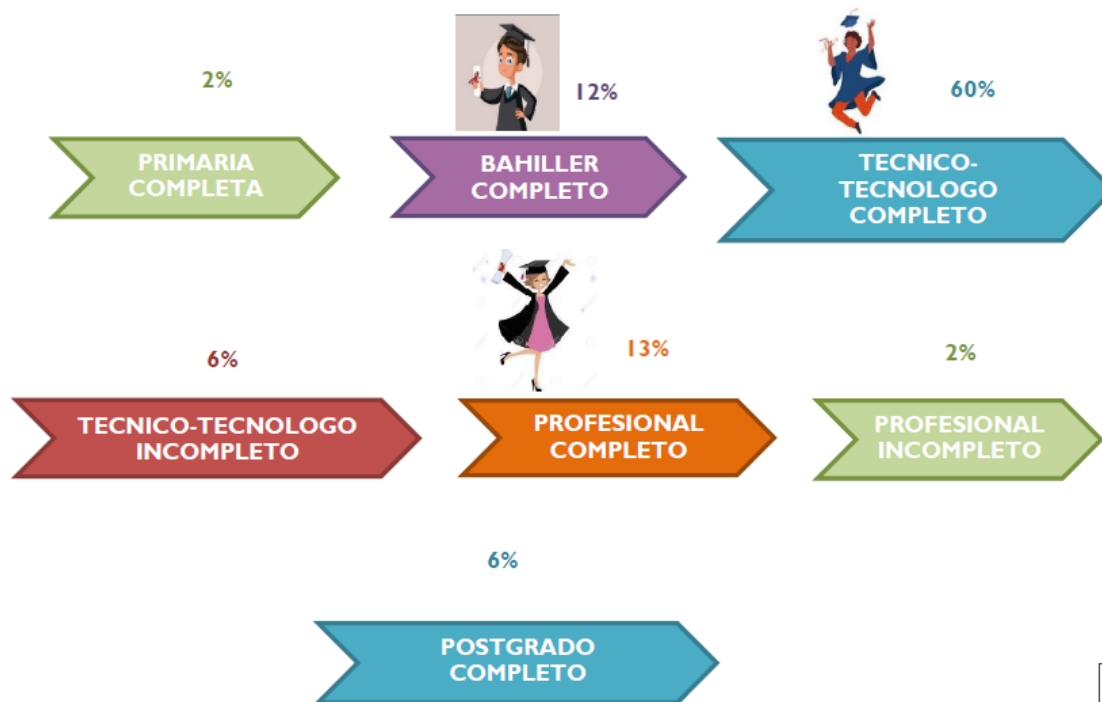 2%
12%
60%
PRIMARIA
COMPLETA
BAHILLER
COMPLETO
TECNICO-
TECNOLOGO
COMPLETO
6%
13%
2%
TECNICO-TECNOLOGO
INCOMPLETO
PROFESIONAL
COMPLETO
PROFESIONAL
INCOMPLETO
6%
POSTGRADO
COMPLETO